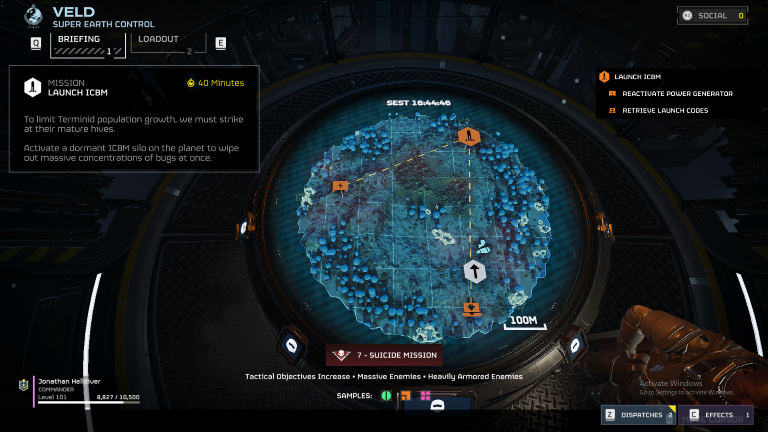 VELD
SUPER EARTH CONTROL
SOCIAL 0
Q
BRIEFING
1
LOADOUT
2
E
MISSION
LAUNCH ICBM
40 Minutes
To limit Terminid population growth, we must strike
at their mature hives.
Activate a dormant ICBM silo on the planet to wipe
out massive concentrations of bugs at once.
LAUNCH ICBM
REACTIVATE POWER GENERATOR
RETRIEVE LAUNCH CODES
SEST 16:44:46
100M
7 - SUICIDE MISSION
Tactical Objectives Increase • Massive Enemies • Heavily Armored Enemies
SAMPLES:
Jonathan Helldiver
COMMANDER
Level 101
8,827 / 10,500
Activate Windows
Go to Settings to activate Windows.
Z DISPATCHES 2
C EFFECTS 1
MOVE CURSOR